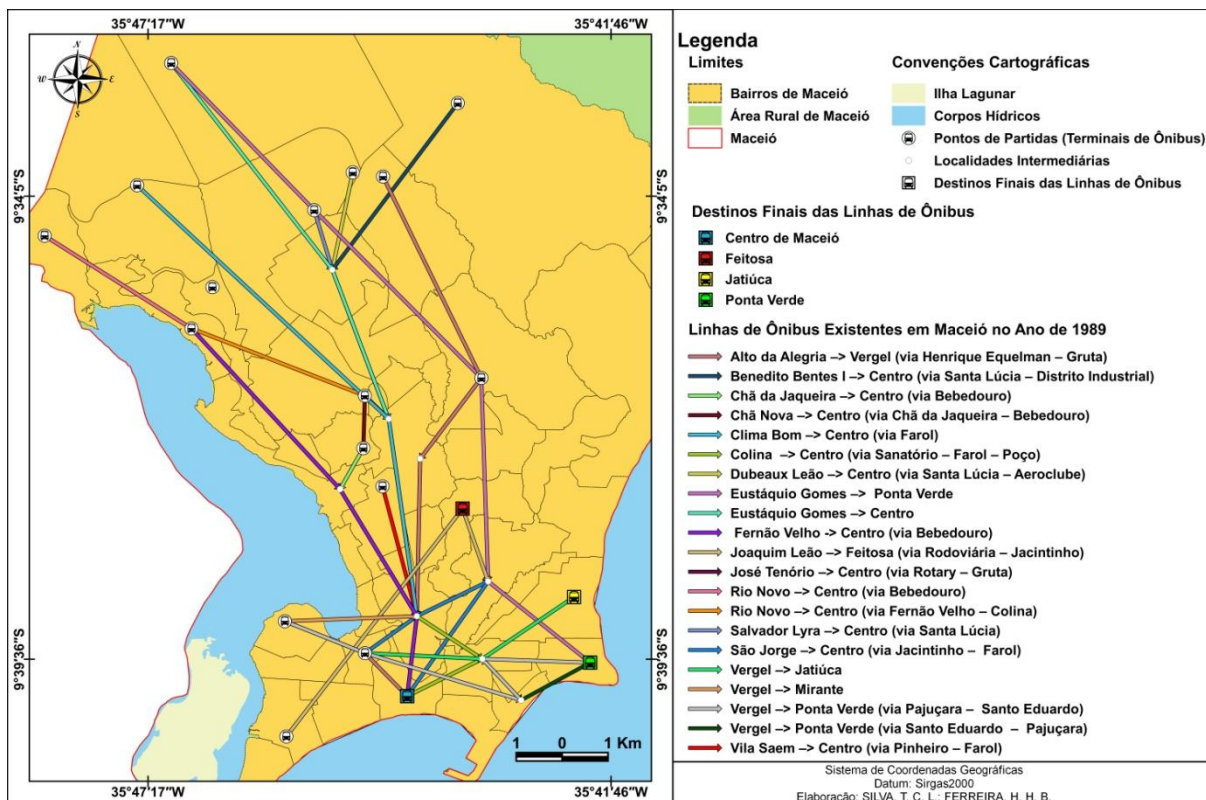 35°47'17"W
35°41'46"W
N
W
E
S
9°34'5"S
9°34'5"S
9°39'36"S
9°39'36"S
1 0 1 Km
35°47'17"W
35°41'46"W
Legenda
Limites
Bairros de Maceió
Área Rural de Maceió
Maceió
Convenções Cartográficas
Ilha Lagunar
Corpos Hídricos
Pontos de Partidas (Terminais de Ônibus)
Localidades Intermediárias
Destinos Finais das Linhas de Ônibus
Destinos Finais das Linhas de Ônibus
Centro de Maceió
Feitosa
Jatiúca
Ponta Verde
Linhas de Ônibus Existentes em Maceió no Ano de 1989
Alto da Alegria –> Vergel (via Henrique Equelman – Gruta)
Benedito Bentes I –> Centro (via Santa Lúcia – Distrito Industrial)
Chã da Jaqueira –> Centro (via Bebedouro)
Chã Nova –> Centro (via Chã da Jaqueira – Bebedouro)
Clima Bom –> Centro (via Farol)
Colina –> Centro (via Sanatório – Farol – Poço)
Dubeaux Leão –> Centro (via Santa Lúcia – Aeroclube)
Eustáquio Gomes –> Ponta Verde
Eustáquio Gomes –> Centro
Fernão Velho -> Centro (via Bebedouro)
Joaquim Leão –> Feitosa (via Rodoviária – Jacintinho)
José Tenório –> Centro (via Rotary – Gruta)
Rio Novo –> Centro (via Bebedouro)
Rio Novo –> Centro (via Fernão Velho – Colina)
Salvador Lyra –> Centro (via Santa Lúcia)
São Jorge –> Centro (via Jacintinho – Farol)
Vergel –> Jatiúca
Vergel –> Mirante
Vergel –> Ponta Verde (via Pajuçara – Santo Eduardo)
Vergel –> Ponta Verde (via Santo Eduardo – Pajuçara)
Vila Saem –> Centro (via Pinheiro – Farol)
Sistema de Coordenadas Geográficas
Datum: Sirgas2000
Elaboração: SILVA, T. C. L.; FERREIRA, H. H. B.